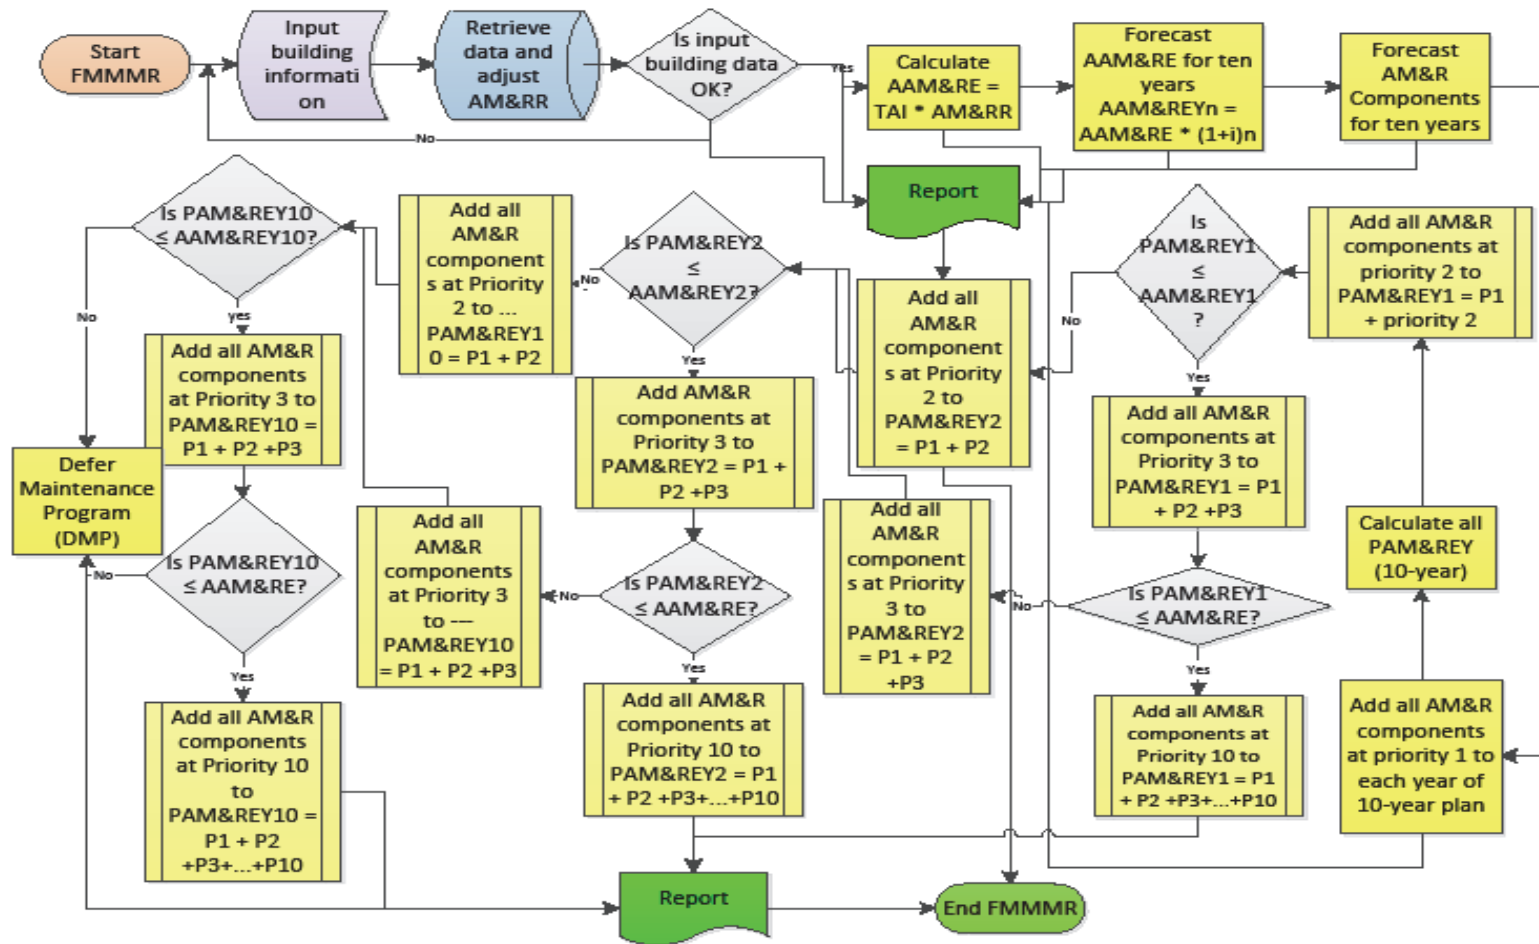 Start
FMMMR
Input
building
informati
on
Retrieve
data and
adjust
AM&RR
Is input
building data
OK?
Yes
No
Calculate
AAM&RE =
TAI * AM&RR
Forecast
AAM&RE for ten
years
AAM&REYn =
AAM&RE * (1+i)n
Forecast
AM&R
Components
for ten years
Report
Is PAM&REY10
≤ AAM&REY10?
No
yes
Add all
AM&R
component
s at Priority
2 to ...
PAM&REY1
0 = P1 + P2
Is PAM&REY2
≤
AAM&REY2?
No
Yes
Add all
AM&R
component
s at Priority
2 to
PAM&REY2
= P1 + P2
Is
PAM&REY1
≤
AAM&REY1
?
No
Yes
Add all AM&R
components at
priority 2 to
PAM&REY1 = P1
+ priority 2
Add all AM&R
components
at Priority 3 to
PAM&REY10 =
P1 + P2 +P3
Add AM&R
components at
Priority 3 to
PAM&REY2 = P1 +
P2 +P3
Add all AM&R
components at
Priority 3 to
PAM&REY1 = P1
+ P2 +P3
Defer
Maintenance
Program
(DMP)
Is PAM&REY10
≤ AAM&RE?
No
Yes
Add all
AM&R
components
at Priority 3
to ---
PAM&REY10
= P1 + P2 +P3
Is PAM&REY2
≤ AAM&RE?
No
Yes
Add all
AM&R
component
s at Priority
3 to
PAM&REY2
= P1 + P2
+P3
Is PAM&REY1
≤ AAM&RE?
No
Yes
Calculate all
PAM&REY
(10-year)
Add all AM&R
components
at Priority 10
to
PAM&REY10 =
P1 + P2
+P3+...+P10
Add all AM&R
components at
Priority 10 to
PAM&REY2 = P1
+ P2 +P3+...+P10
Add all AM&R
components at
Priority 10 to
PAM&REY1 = P1
+ P2 +P3+...+P10
Add all AM&R
components
at priority 1 to
each year of
10-year plan
Report
End FMMMR